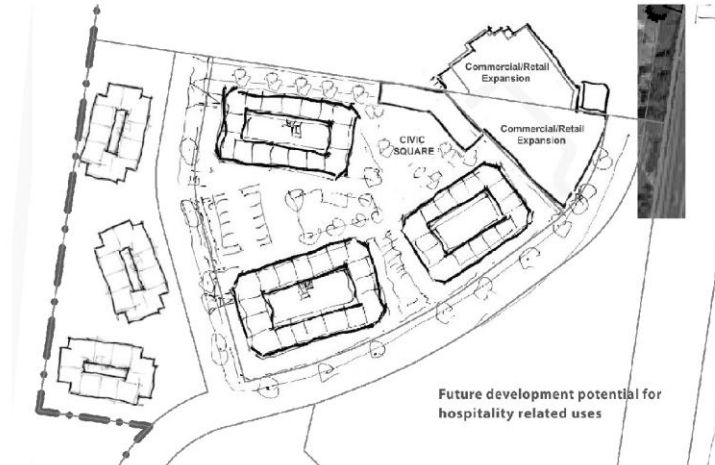 Commercial/Retail
Expansion
Commercial/Retail
Expansion
CIVIC
SQUARE
Future development potential for
hospitality related uses